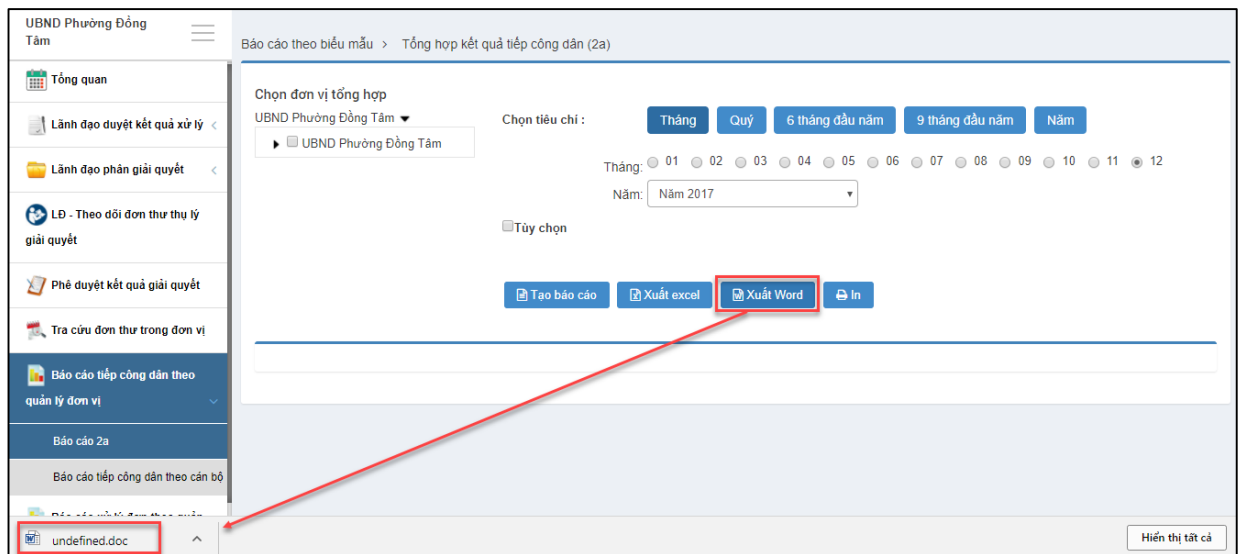 UBND Phường Đồng
Tâm
Báo cáo theo biểu mẫu > Tổng hợp kết quả tiếp công dân (2a)
Tổng quan
Lãnh đạo duyệt kết quả xử lý
Lãnh đạo phân giải quyết
LĐ - Theo dõi đơn thư thụ lý
giải quyết
Phê duyệt kết quả giải quyết
Tra cứu đơn thư trong đơn vị
Báo cáo tiếp công dân theo
quản lý đơn vị
Báo cáo 2a
Báo cáo tiếp công dân theo cán bộ
Báo cáo xử lý đơn theo quản
Chọn đơn vị tổng hợp
UBND Phường Đồng Tâm
UBND Phường Đồng Tâm
Chọn tiêu chí : Tháng Quý 6 tháng đầu năm 9 tháng đầu năm Năm
Tháng: 01 02 03 04 05 06 07 08 09 10 11 12
Năm: Năm 2017
Tùy chọn
Tạo báo cáo Xuất excel Xuất Word In
undefined.doc
Hiển thị tất cả